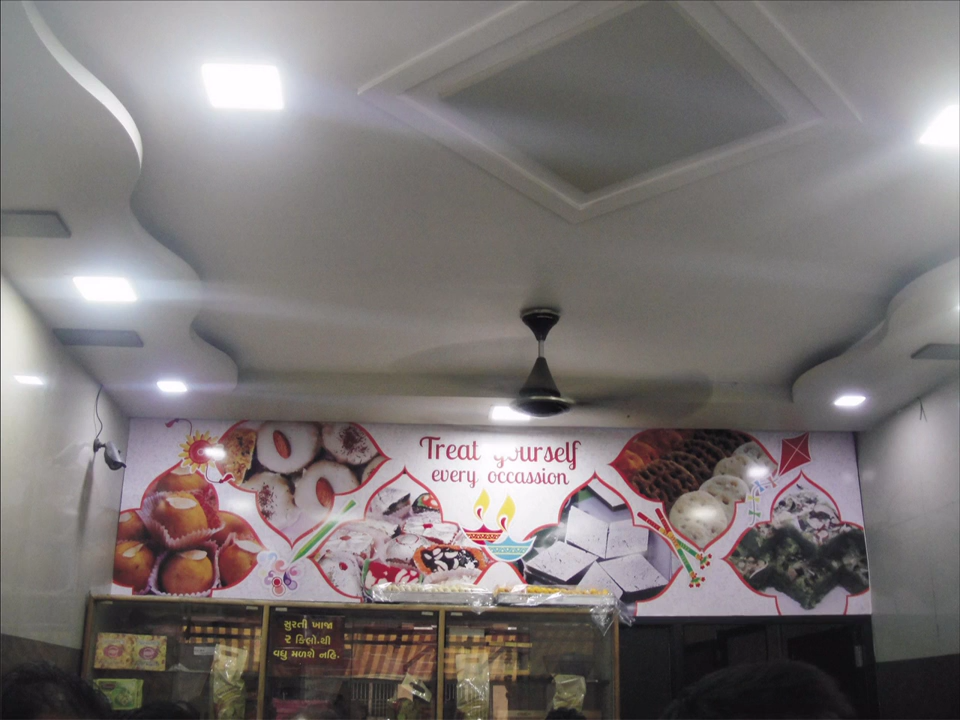 Treat yourself
every occassion
સુરતી ખાજા
૨ કિલો.થી
વધુ મળશે નહિ.